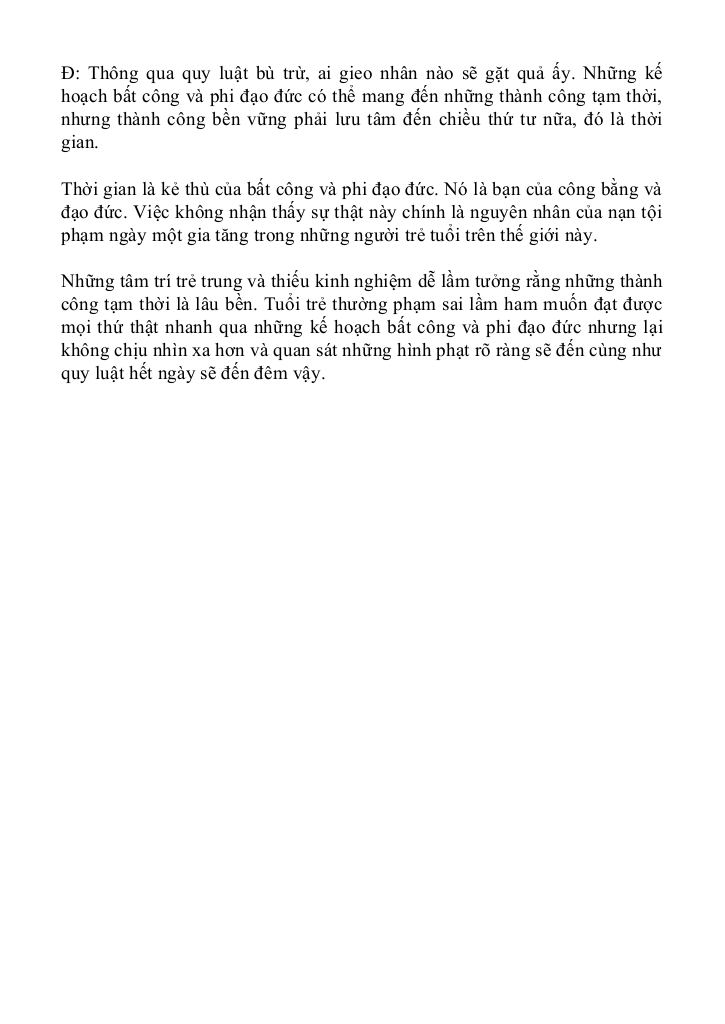 Đ: Thông qua quy luật bù trừ, ai gieo nhân nào sẽ gặt quả ấy. Những kế
hoạch bất công và phi đạo đức có thể mang đến những thành công tạm thời,
nhưng thành công bền vững phải lưu tâm đến chiều thứ tư nữa, đó là thời
gian.
Thời gian là kẻ thù của bất công và phi đạo đức. Nó là bạn của công bằng và
đạo đức. Việc không nhận thấy sự thật này chính là nguyên nhân của nạn tội
phạm ngày một gia tăng trong những người trẻ tuổi trên thế giới này.
Những tâm trí trẻ trung và thiếu kinh nghiệm dễ lầm tưởng rằng những thành
công tạm thời là lâu bền. Tuổi trẻ thường phạm sai lầm ham muốn đạt được
mọi thứ thật nhanh qua những kế hoạch bất công và phi đạo đức nhưng lại
không chịu nhìn xa hơn và quan sát những hình phạt rõ ràng sẽ đến cùng như
quy luật hết ngày sẽ đến đêm vậy.